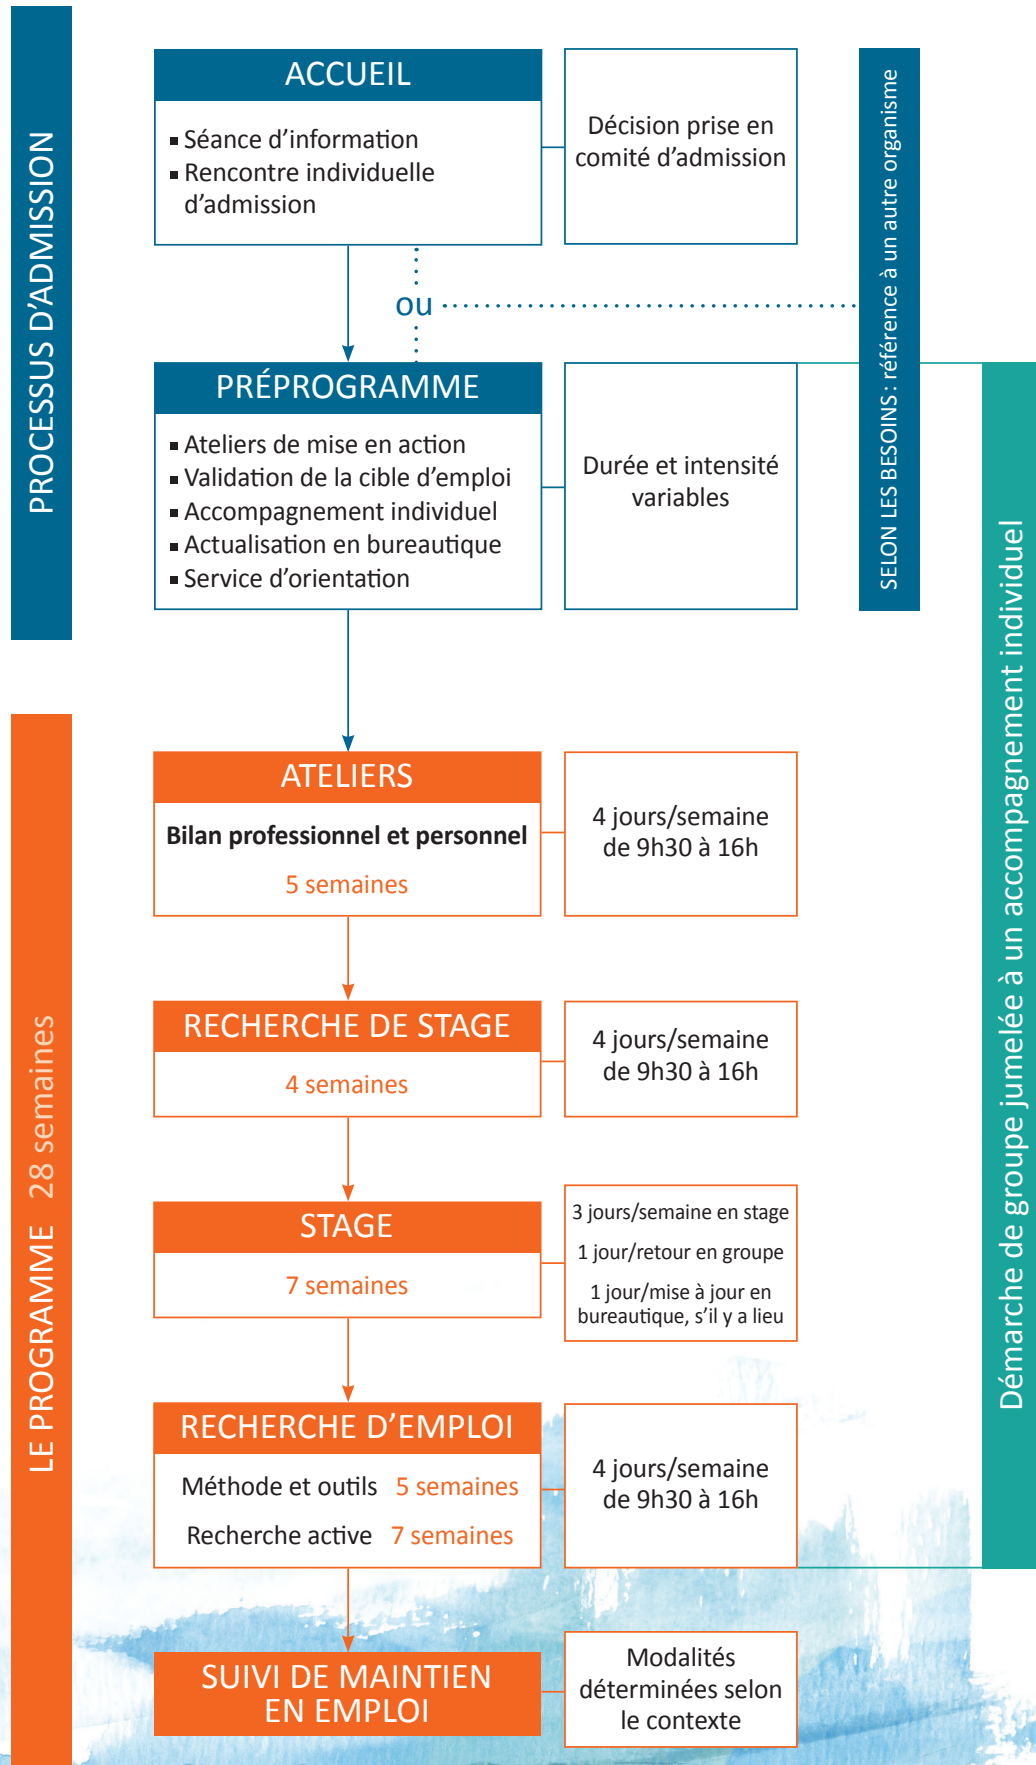 PROCESSUS D'ADMISSION
ACCUEIL
▪ Séance d'information
▪ Rencontre individuelle
d'admission
Décision prise en
comité d'admission
ou
SELON LES BESOINS : référence à un autre organisme
PRÉPROGRAMME
▪ Ateliers de mise en action
▪ Validation de la cible d'emploi
▪ Accompagnement individuel
▪ Actualisation en bureautique
▪ Service d'orientation
Durée et intensité
variables
Démarche de groupe jumelée à un accompagnement individuel
LE PROGRAMME 28 semaines
ATELIERS
Bilan professionnel et personnel
5 semaines
4 jours/semaine
de 9h30 à 16h
RECHERCHE DE STAGE
4 semaines
4 jours/semaine
de 9h30 à 16h
STAGE
7 semaines
3 jours/semaine en stage
1 jour/retour en groupe
1 jour/mise à jour en
bureautique, s'il y a lieu
RECHERCHE D'EMPLOI
Méthode et outils 5 semaines
Recherche active 7 semaines
4 jours/semaine
de 9h30 à 16h
SUIVI DE MAINTIEN
EN EMPLOI
Modalités
déterminées selon
le contexte